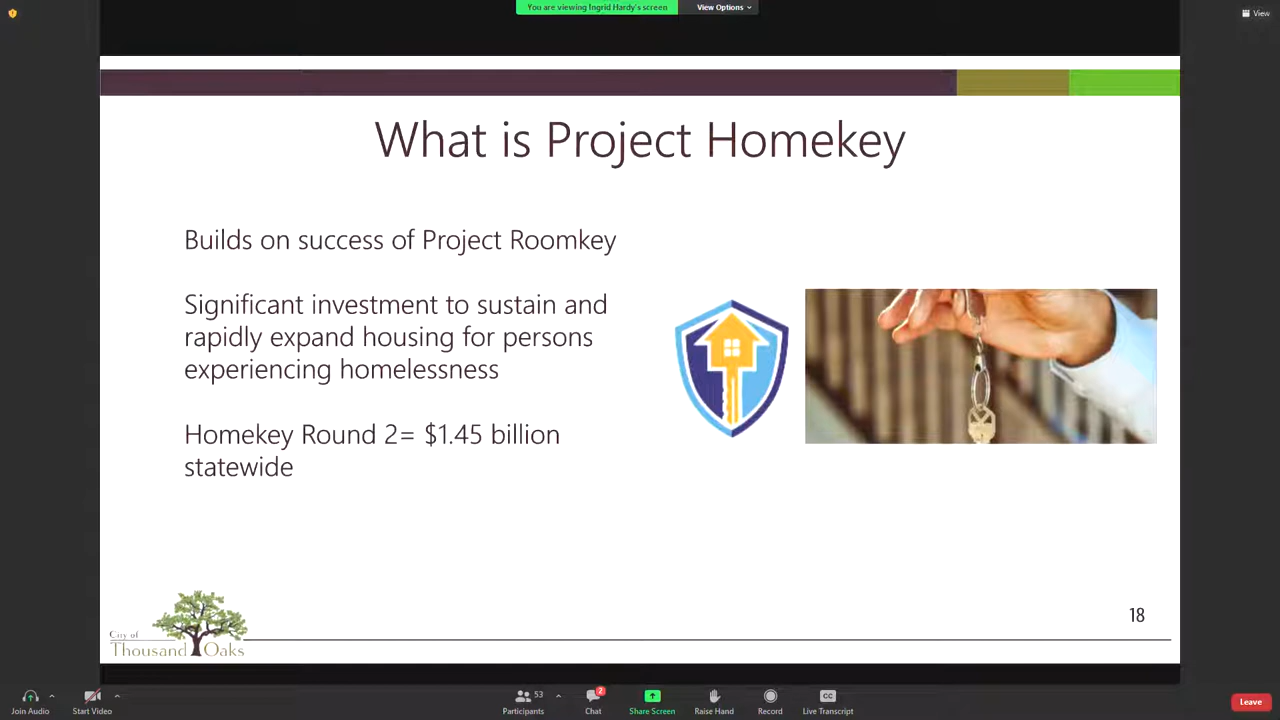 You are viewing Ingrid Hardy's screen
View Options
View
What is Project Homekey
Builds on success of Project Roomkey
Significant investment to sustain and
rapidly expand housing for persons
experiencing homelessness
Homekey Round 2= $1.45 billion
statewide
18
City of
Thousand Oaks
Join Audio
Start Video
53
Participants
2
Chat
Share Screen
Raise Hand
Record
CC
Live Transcript
Leave